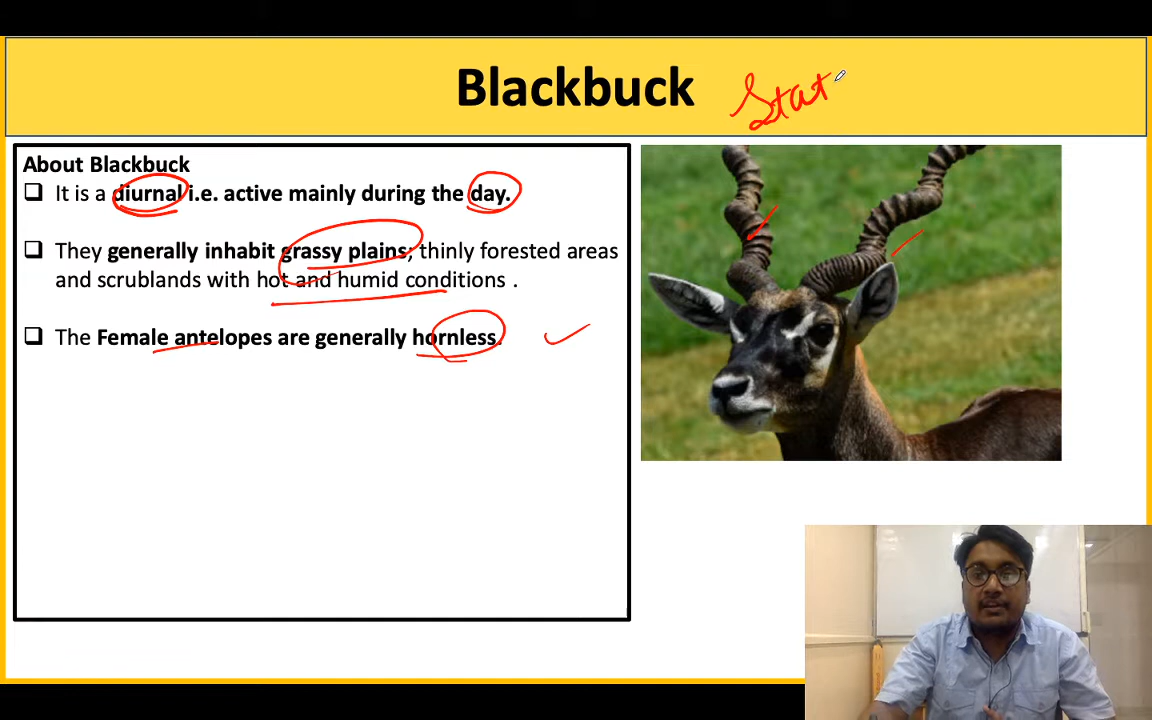 Blackbuck Stat
About Blackbuck
It is a diurnal i.e. active mainly during the day.
They generally inhabit grassy plains, thinly forested areas
and scrublands with hot and humid conditions .
The Female antelopes are generally hornless.